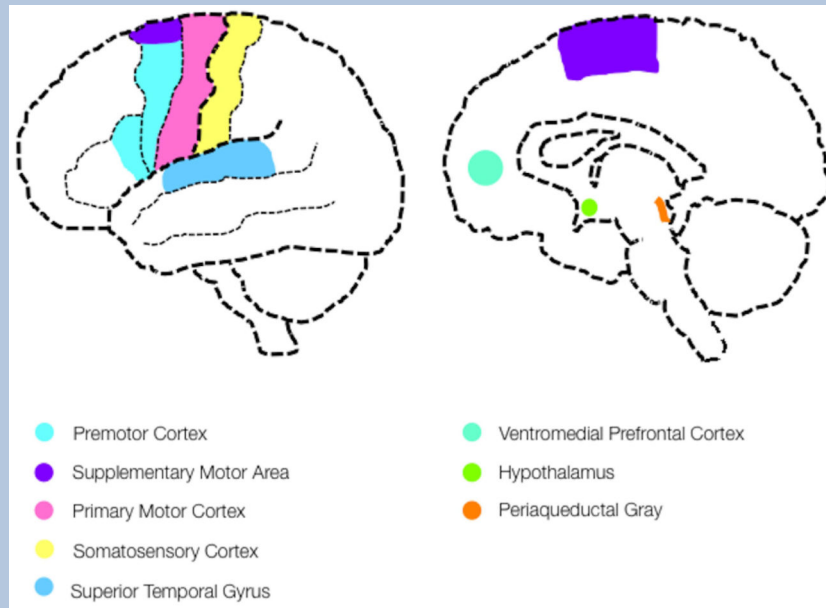 Premotor Cortex
Supplementary Motor Area
Primary Motor Cortex
Somatosensory Cortex
Superior Temporal Gyrus
Ventromedial Prefrontal Cortex
Hypothalamus
Periaqueductal Gray